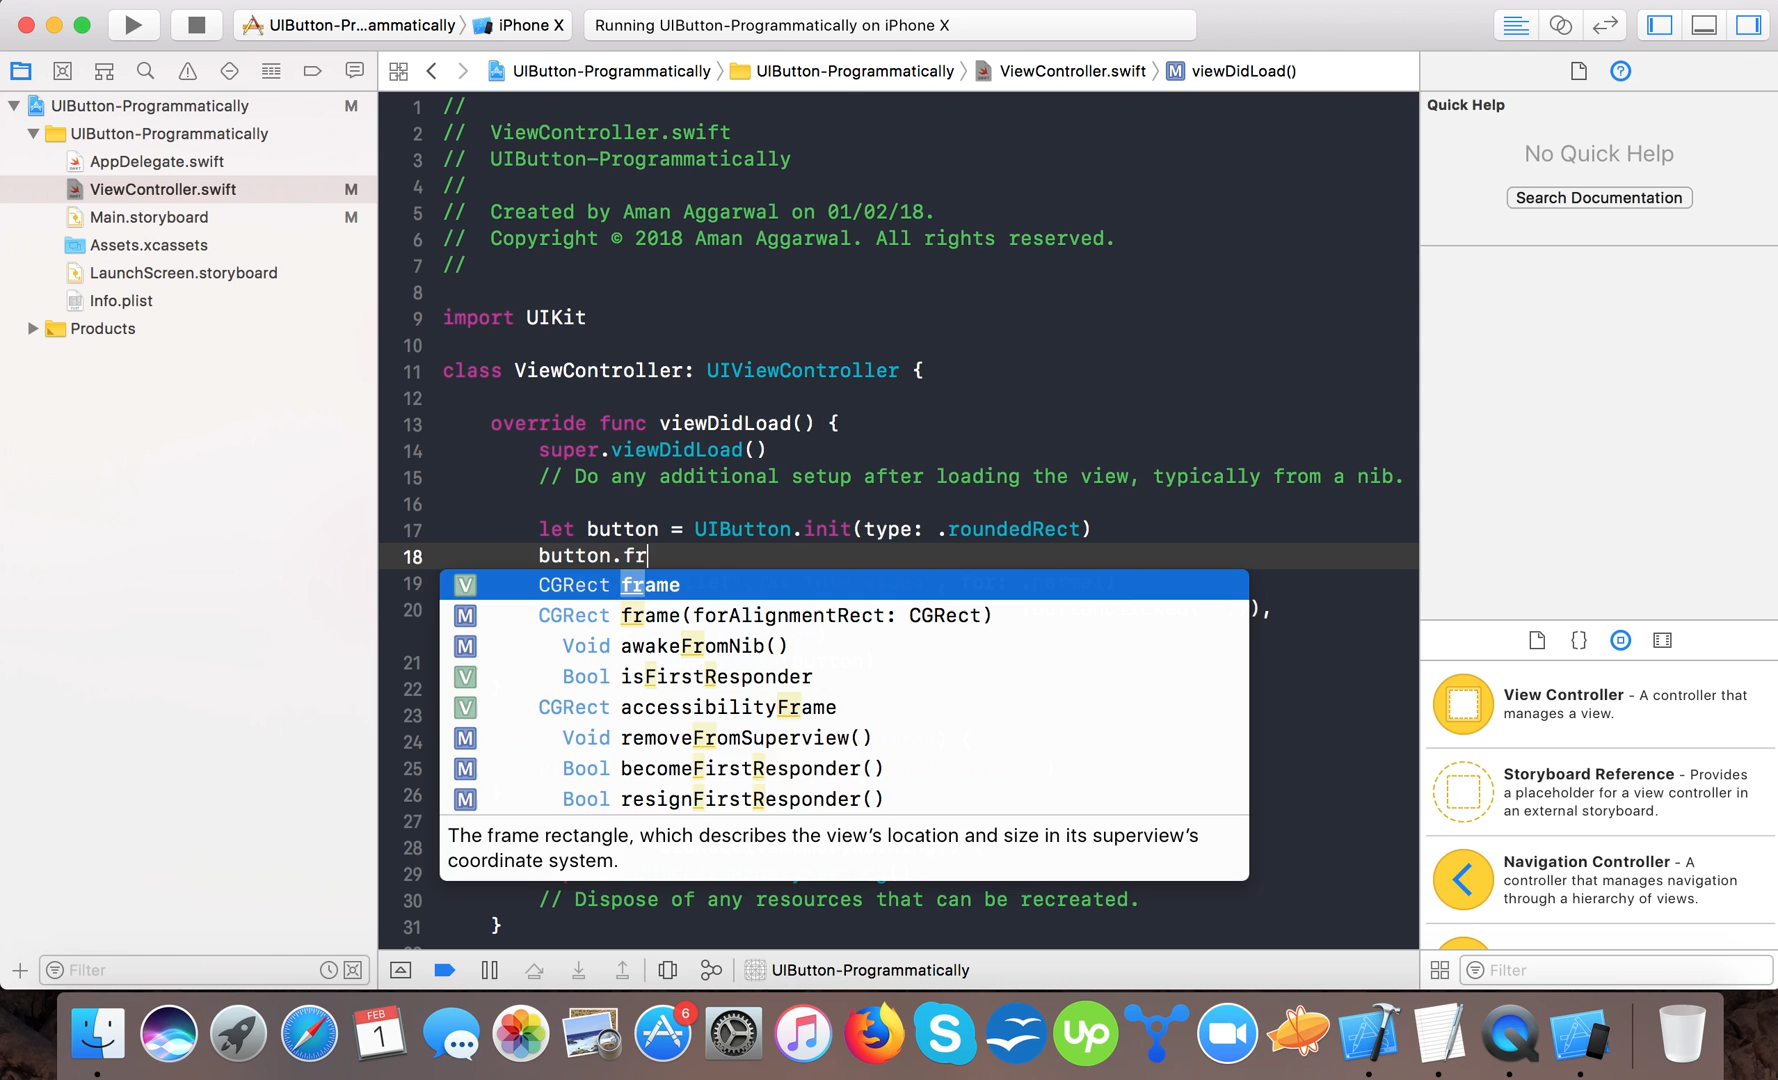 UIButton-Pr...ammatically
iPhone X
Running UIButton-Programmatically on iPhone X
UIButton-Programmatically
UIButton-Programmatically
ViewController.swift
M
viewDidLoad()
UIButton-Programmatically
M
UIButton-Programmatically
AppDelegate.swift
ViewController.swift
M
Main.storyboard
M
Assets.xcassets
LaunchScreen.storyboard
Info.plist
Products
Filter
1 //
2 // ViewController.swift
3 // UIButton-Programmatically
4 //
5 // Created by Aman Aggarwal on 01/02/18.
6 // Copyright © 2018 Aman Aggarwal. All rights reserved.
7 //
8
9 import UIKit
10
11 class ViewController: UIViewController {
12
13 override func viewDidLoad() {
14 super.viewDidLoad()
15 // Do any additional setup after loading the view, typically from a nib.
16
17 let button = UIButton.init(type: .roundedRect)
18 button.fr
19
20 ),
21
22
23
24
25
26
27
28
29
30 // Dispose of any resources that can be recreated.
31 }
V CGRect frame
M CGRect frame(forAlignmentRect: CGRect)
M Void awakeFromNib()
V Bool isFirstResponder
V CGRect accessibilityFrame
M Void removeFromSuperview()
M Bool becomeFirstResponder()
M Bool resignFirstResponder()
The frame rectangle, which describes the view's location and size in its superview's
coordinate system.
UIButton-Programmatically
Quick Help
No Quick Help
Search Documentation
View Controller - A controller that
manages a view.
Storyboard Reference - Provides
a placeholder for a view controller in
an external storyboard.
Navigation Controller - A
controller that manages navigation
through a hierarchy of views.
Filter
FEB
1
6
S
up